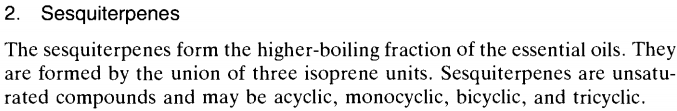 2. Sesquiterpenes
The sesquiterpenes form the higher-boiling fraction of the essential oils. They
are formed by the union of three isoprene units. Sesquiterpenes are unsatu-
rated compounds and may be acyclic, monocyclic, bicyclic, and tricyclic.